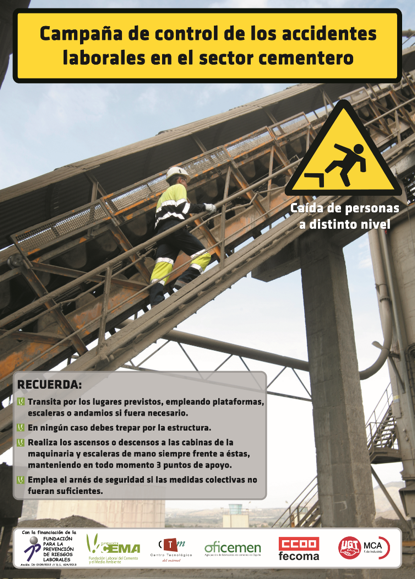 Campaña de control de los accidentes
laborales en el sector cementero
Caída de personas
a distinto nivel
RECUERDA:
Transita por los lugares previstos, empleando plataformas,
escaleras o andamios si fuera necesario.
En ningún caso debes trepar por la estructura.
Realiza los ascensos o descensos a las cabinas de la
maquinaria y escaleras de mano siempre frente a éstas,
manteniendo en todo momento 3 puntos de apoyo.
Emplea el arnés de seguridad si las medidas colectivas no
fueran suficientes.
Con la financiación de la
FUNDACIÓN
PARA LA
PREVENCIÓN
DE RIESGOS
LABORALES
CEMA
Fundación Laboral del Cemento
y el Medio Ambiente
CTm
Centro Tecnológico
del mármol
oficemen
CCOO
fecoma
UGT
MCA